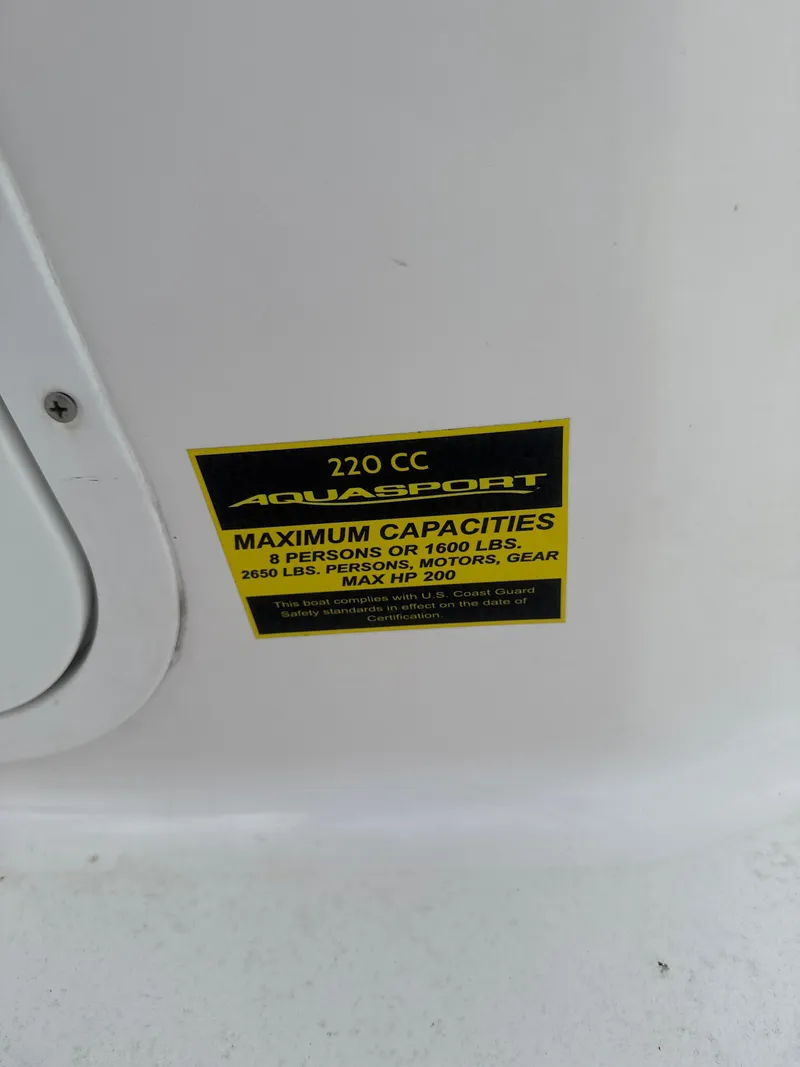 220 CC
AQUASPORT
MAXIMUM CAPACITIES
8 PERSONS OR 1600 LBS.
2650 LBS. PERSONS, MOTORS, GEAR
MAX HP 200
This boat complies with U.S. Coast Guard
Safety standards in effect on the date of
Certification.